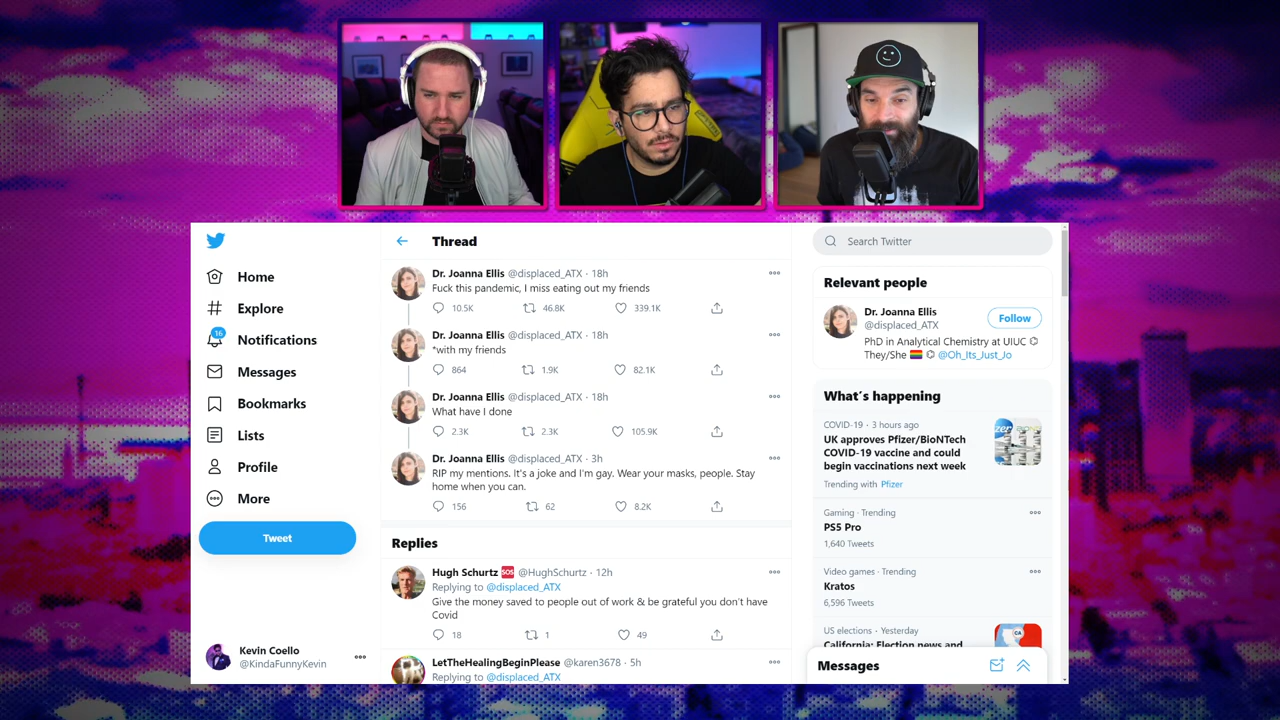 Home
Explore
16
Notifications
Messages
Bookmarks
Lists
Profile
More
Tweet
Kevin Coello
@KindaFunnyKevin
Thread
Dr. Joanna Ellis @displaced_ATX · 18h
Fuck this pandemic, I miss eating out my friends
10.5K 46.8K 339.1K
Dr. Joanna Ellis @displaced_ATX · 18h
*with my friends
864 1.9K 82.1K
Dr. Joanna Ellis @displaced_ATX · 18h
What have I done
2.3K 2.3K 105.9K
Dr. Joanna Ellis @displaced_ATX · 3h
RIP my mentions. It's a joke and I'm gay. Wear your masks, people. Stay
home when you can.
156 62 8.2K
Replies
Hugh Schurtz SOS @HughSchurtz · 12h
Replying to @displaced_ATX
Give the money saved to people out of work & be grateful you don't have
Covid
18 1 49
LetTheHealingBeginPlease @karen3678 · 5h
Replying to @displaced_ATX
Search Twitter
Relevant people
Dr. Joanna Ellis
@displaced_ATX
Follow
PhD in Analytical Chemistry at UIUC
They/She @Oh_Its_Just_Jo
What's happening
COVID-19 · 3 hours ago
UK approves Pfizer/BioNTech
COVID-19 vaccine and could
begin vaccinations next week
Trending with Pfizer
Gaming · Trending
PS5 Pro
1,640 Tweets
Video games · Trending
Kratos
6,596 Tweets
US elections · Yesterday
California: Election news and
CA
Messages